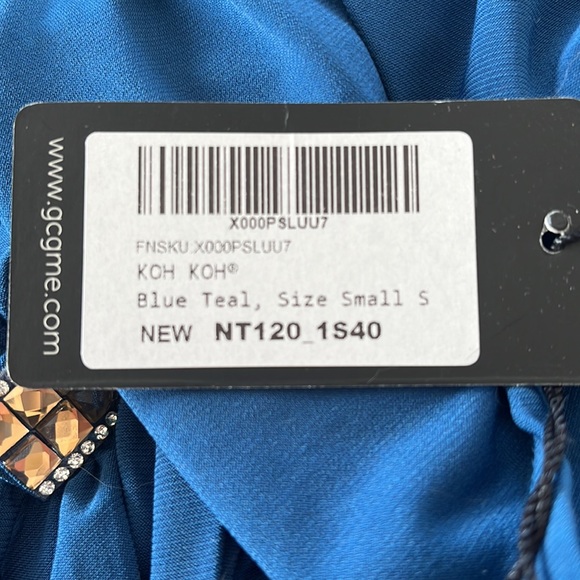 www.gcgme.com
X000PSLUU7
FNSKU:X000PSLUU7
KOH KOH®
Blue Teal, Size Small S
NEW NT120_1S40